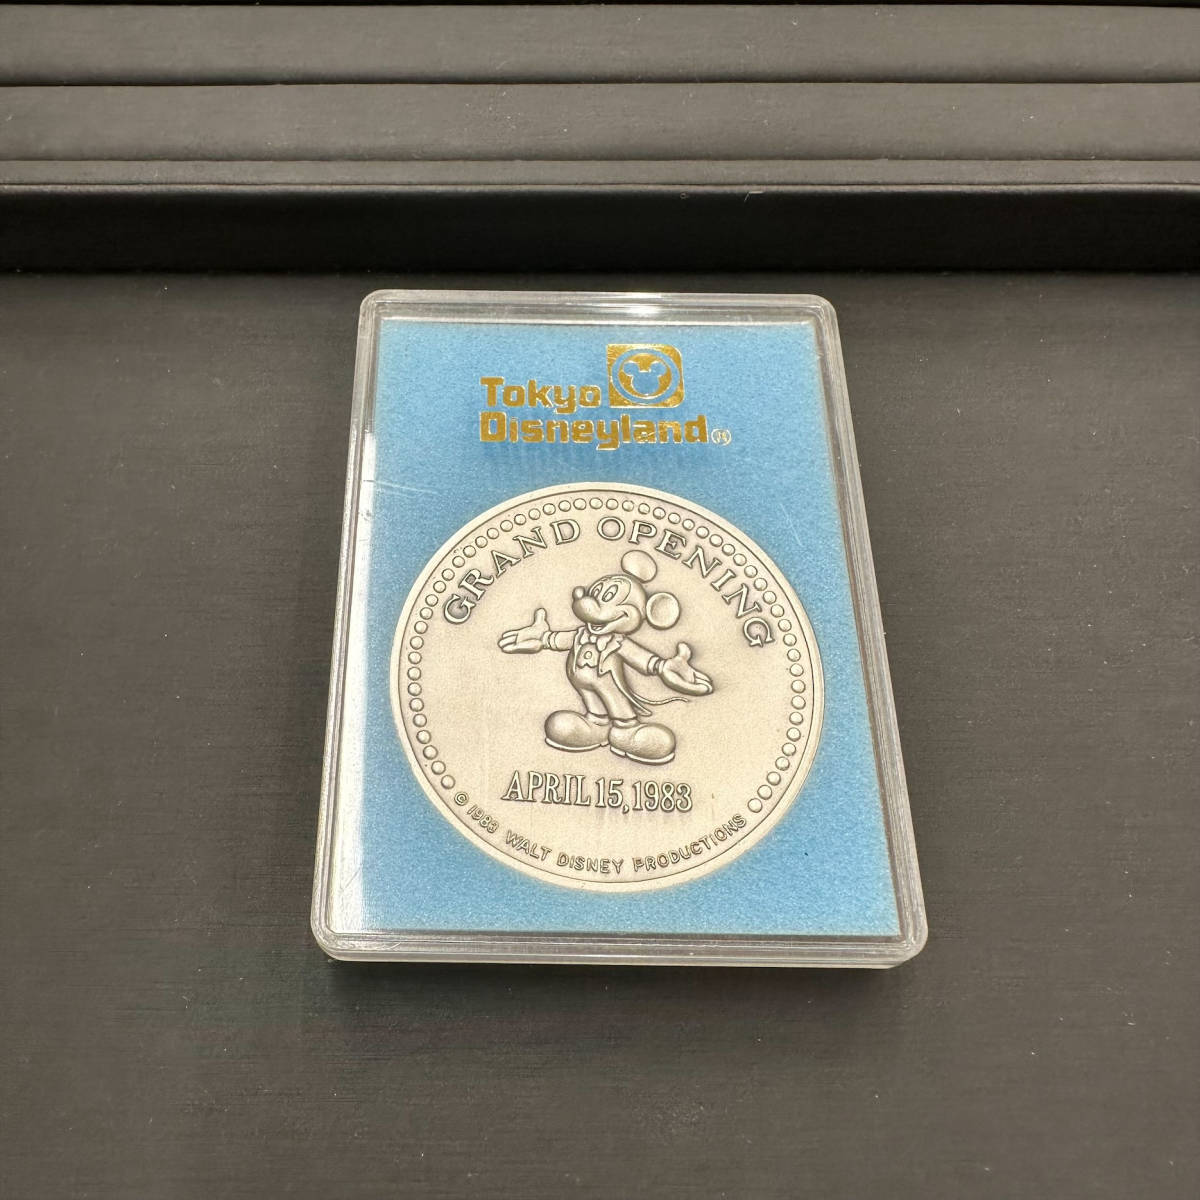 Tokyo
Disneyland
GRAND OPENING
APRIL 15, 1983
© 1983 WALT DISNEY PRODUCTIONS